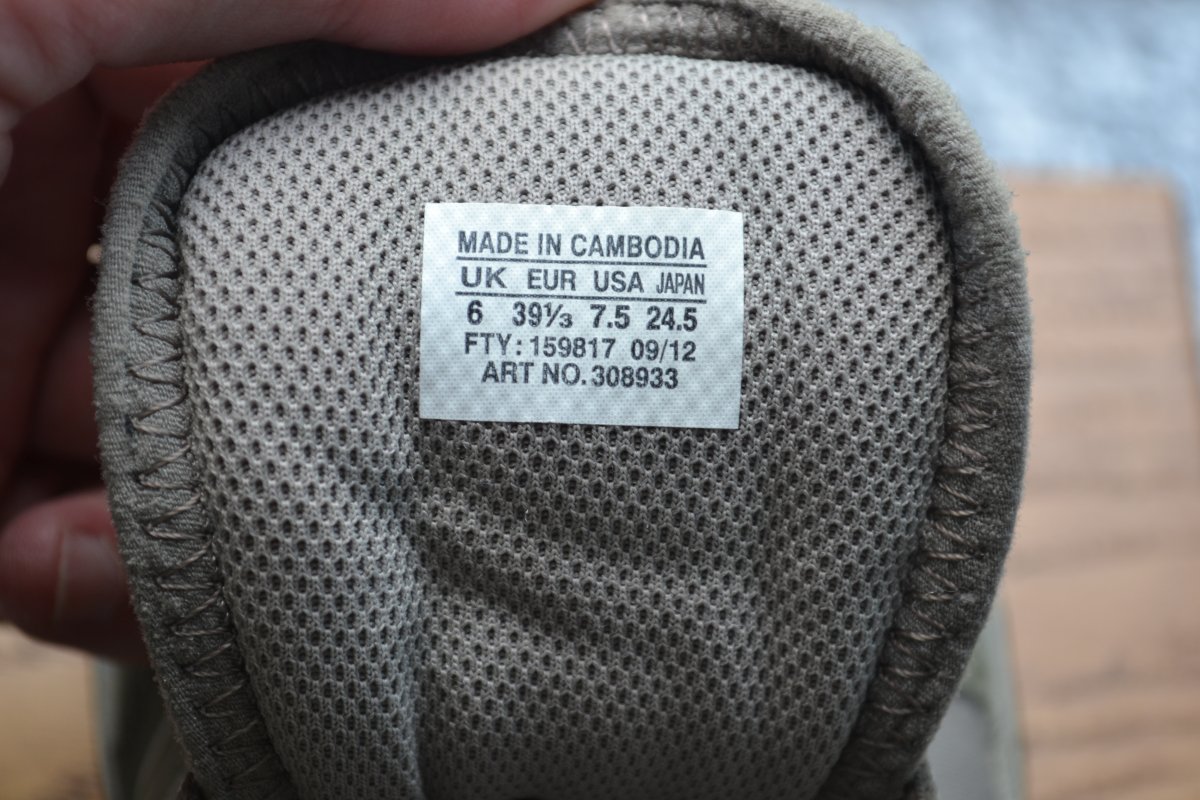 MADE IN CAMBODIA
UK EUR USA JAPAN
6 39⅓ 7.5 24.5
FTY: 159817 09/12
ART NO. 308933